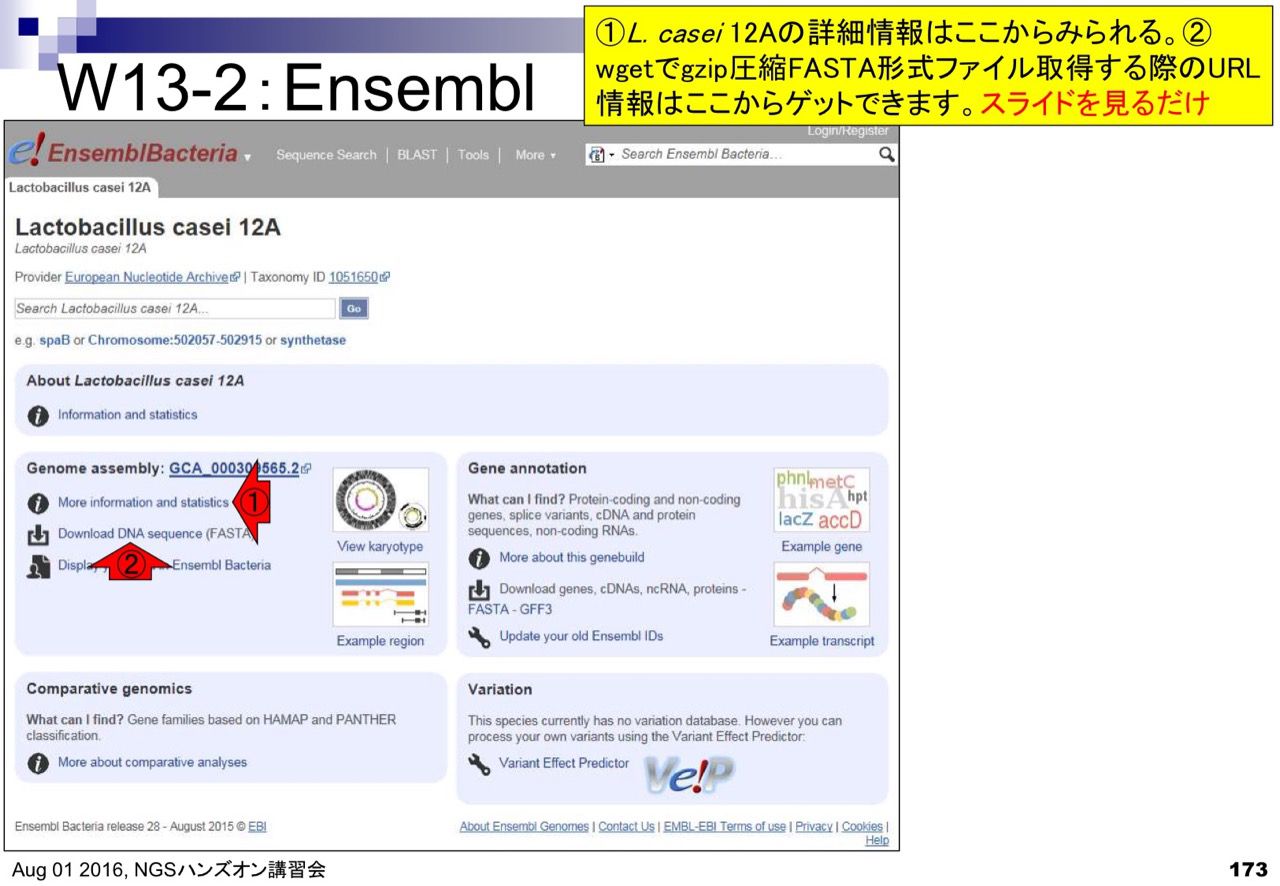 ①L. casei 12Aの詳細情報はここからみられる。②
wgetでgzip圧縮FASTA形式ファイル取得する際のURL
情報はここからゲットできます。スライドを見るだけ
W13-2：Ensembl
Login/Register
e! EnsemblBacteria ▼ Sequence Search | BLAST | Tools | More ▼ Search Ensembl Bacteria...
Lactobacillus casei 12A
Lactobacillus casei 12A
Lactobacillus casei 12A
Provider European Nucleotide Archive | Taxonomy ID 1051650
Search Lactobacillus casei 12A... Go
e.g. spaB or Chromosome:502057-502915 or synthetase
About Lactobacillus casei 12A
Information and statistics
Genome assembly: GCA_000309565.2
More information and statistics ①
Download DNA sequence (FASTA
②
Display Ensembl Bacteria
View karyotype
Example region
Gene annotation
What can I find? Protein-coding and non-coding
genes, splice variants, cDNA and protein
sequences, non-coding RNAs.
More about this genebuild
Download genes, cDNAs, ncRNA, proteins -
FASTA - GFF3
Update your old Ensembl IDs
phnl metC
hisA hpt
lacZ accD
Example gene
Example transcript
Comparative genomics
What can I find? Gene families based on HAMAP and PANTHER
classification.
More about comparative analyses
Variation
This species currently has no variation database. However you can
process your own variants using the Variant Effect Predictor:
Variant Effect Predictor Ve!P
Ensembl Bacteria release 28 - August 2015 © EBI
About Ensembl Genomes | Contact Us | EMBL-EBI Terms of use | Privacy | Cookies |
Help
Aug 01 2016, NGSハンズオン講習会
173